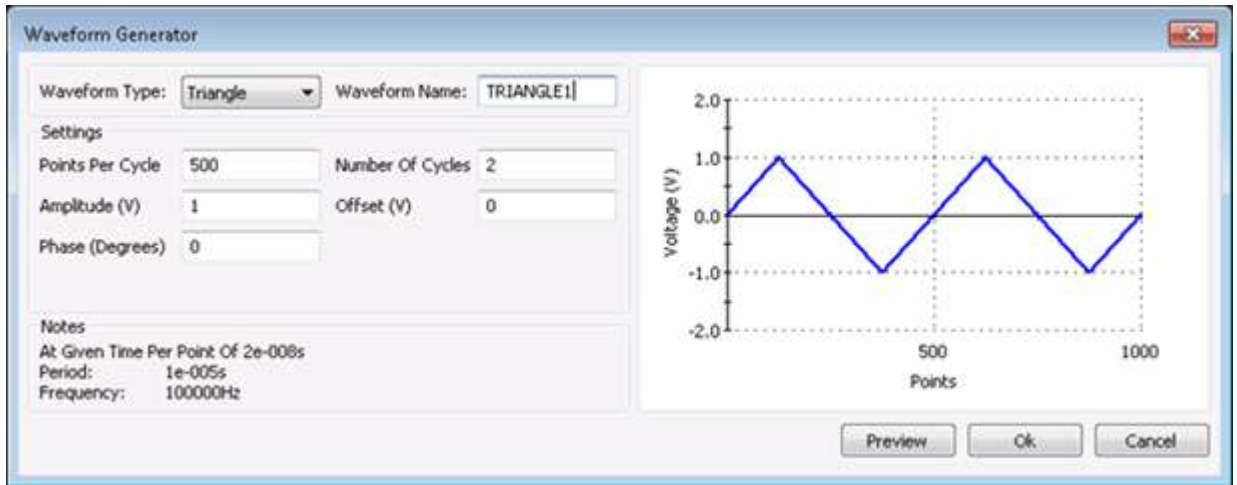 Waveform Generator
Waveform Type: Triangle Waveform Name: TRIANGLE1
Settings
Points Per Cycle 500 Number Of Cycles 2
Amplitude (V) 1 Offset (V) 0
Phase (Degrees) 0
Notes
At Given Time Per Point Of 2e-008s
Period: 1e-005s
Frequency: 100000Hz
2.0
1.0
0.0
-1.0
-2.0
Voltage (V)
500 1000
Points
Preview Ok Cancel